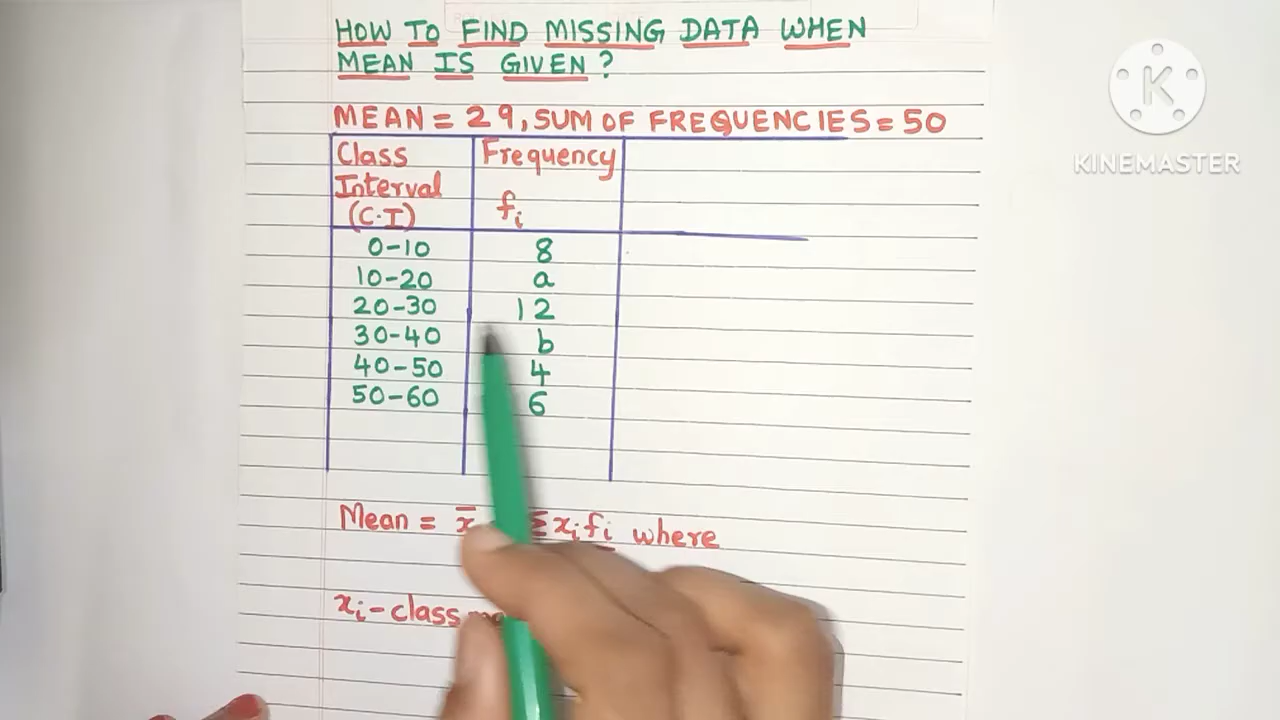 HOW TO FIND MISSING DATA WHEN
MEAN IS GIVEN?
MEAN = 29, SUM OF FREQUENCIES = 50
Class Interval (C.I) Frequency fi
0-10 8
10-20 a
20-30 12
30-40 b
40-50 4
50-60 6
Mean = x̄ Σxifi where
xi - class
K
KINEMASTER